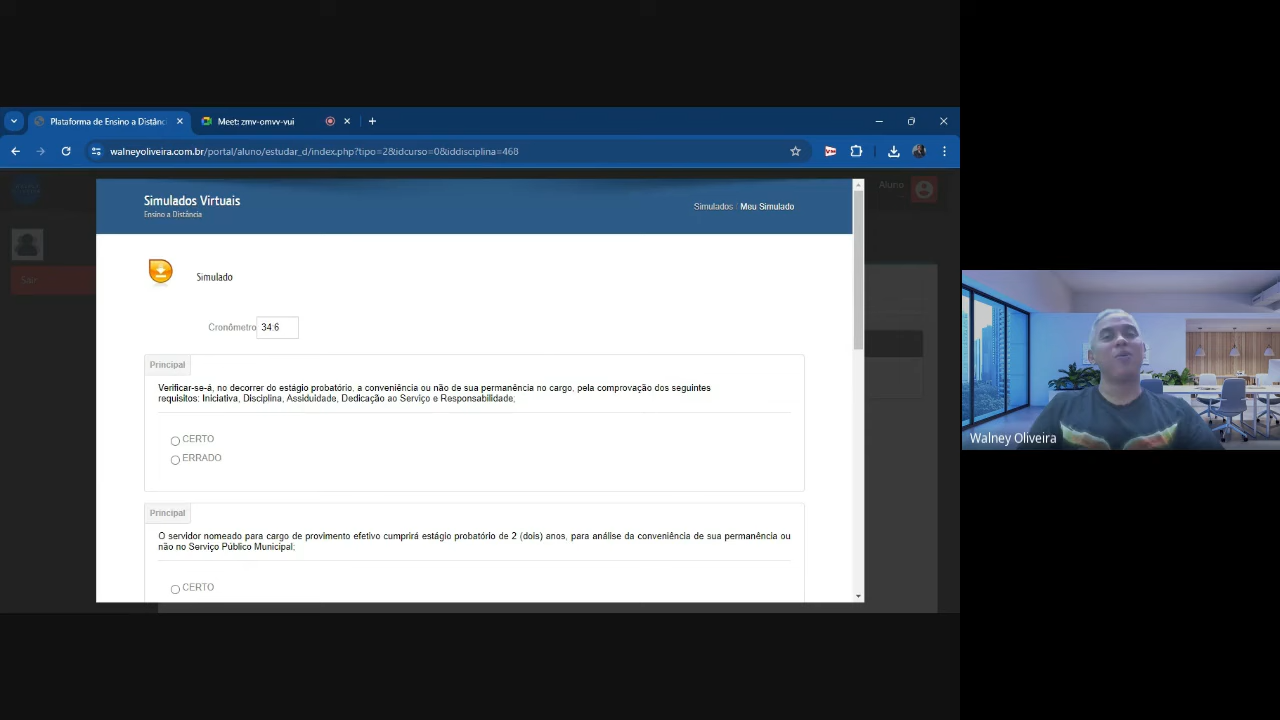 Plataforma de Ensino a Distânc
Meet: zmv-omvv-vui
walneyoliveira.com.br/portal/aluno/estudar_d/index.php?tipo=2&idcurso=0&iddisciplina=468
Aluno
Simulados Virtuais
Ensino a Distância
Simulados / Meu Simulado
Sair
Simulado
Cronômetro 34:6
Principal
Verificar-se-á, no decorrer do estágio probatório, a conveniência ou não de sua permanência no cargo, pela comprovação dos seguintes
requisitos: Iniciativa, Disciplina, Assiduidade, Dedicação ao Serviço e Responsabilidade;
CERTO
ERRADO
Principal
O servidor nomeado para cargo de provimento efetivo cumprirá estágio probatório de 2 (dois) anos, para análise da conveniência de sua permanência ou
não no Serviço Público Municipal;
CERTO
Walney Oliveira